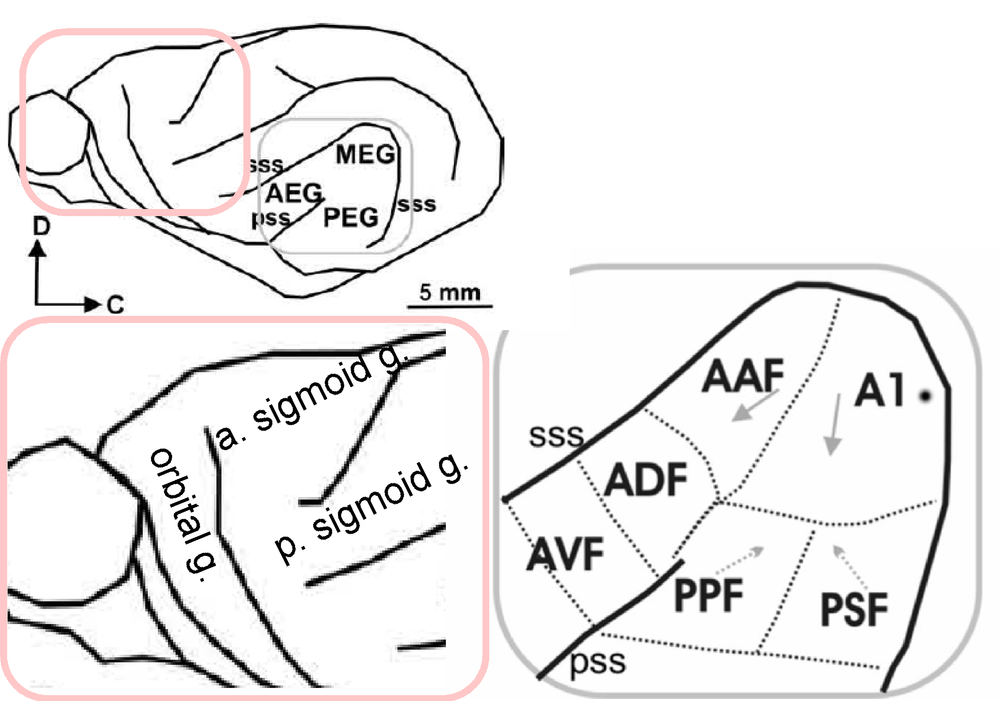 MEG
sss
AEG
sss
pss
PEG
D
C
5 mm
a. sigmoid g.
orbital g.
p. sigmoid g.
AAF
A1
sss
ADF
AVF
PPF
PSF
pss